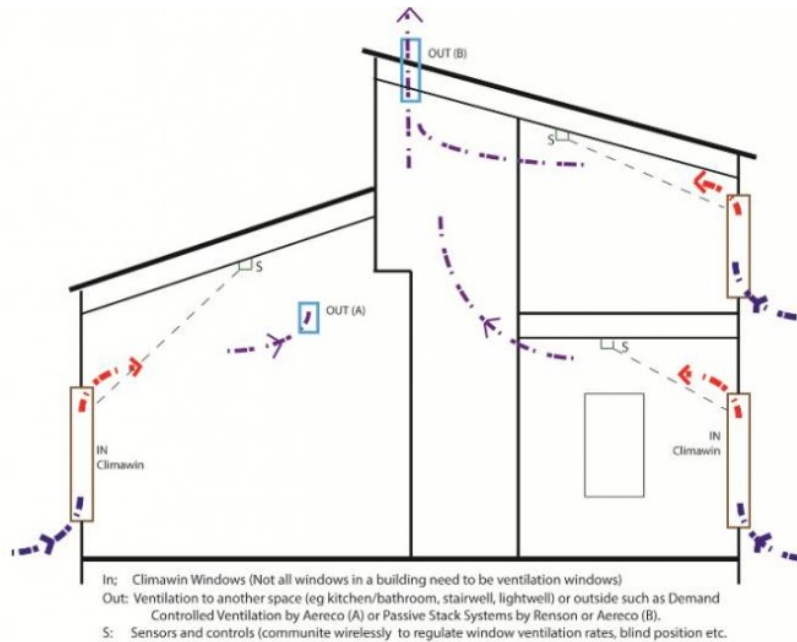 OUT (B)
S
S
OUT (A)
S
IN
Climawin
IN
Climawin
In; Climawin Windows (Not all windows in a building need to be ventilation windows)
Out: Ventilation to another space (eg kitchen/bathroom, stairwell, lightwell) or outside such as Demand
Controlled Ventilation by Aereco (A) or Passive Stack Systems by Renson or Aereco (B).
S: Sensors and controls (communite wirelessly to regulate window ventilation rates, blind position etc.